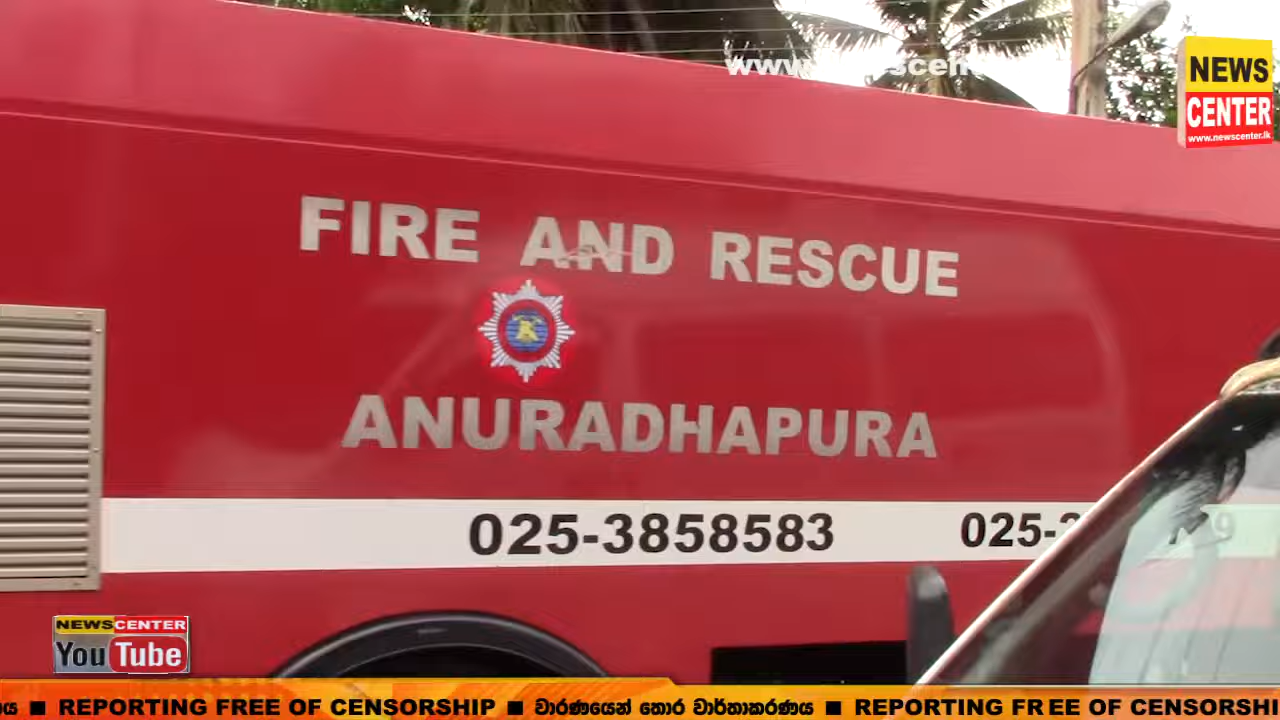 NEWS
CENTER
www.newscenter.lk
FIRE AND RESCUE
ANURADHAPURA
025-3858583
025-
NEWSCENTER
YouTube
REPORTING FREE OF CENSORSHIP ■ වාරණයෙන් තොර වාර්තාකරණය ■ REPORTING FREE OF CENSORSHI